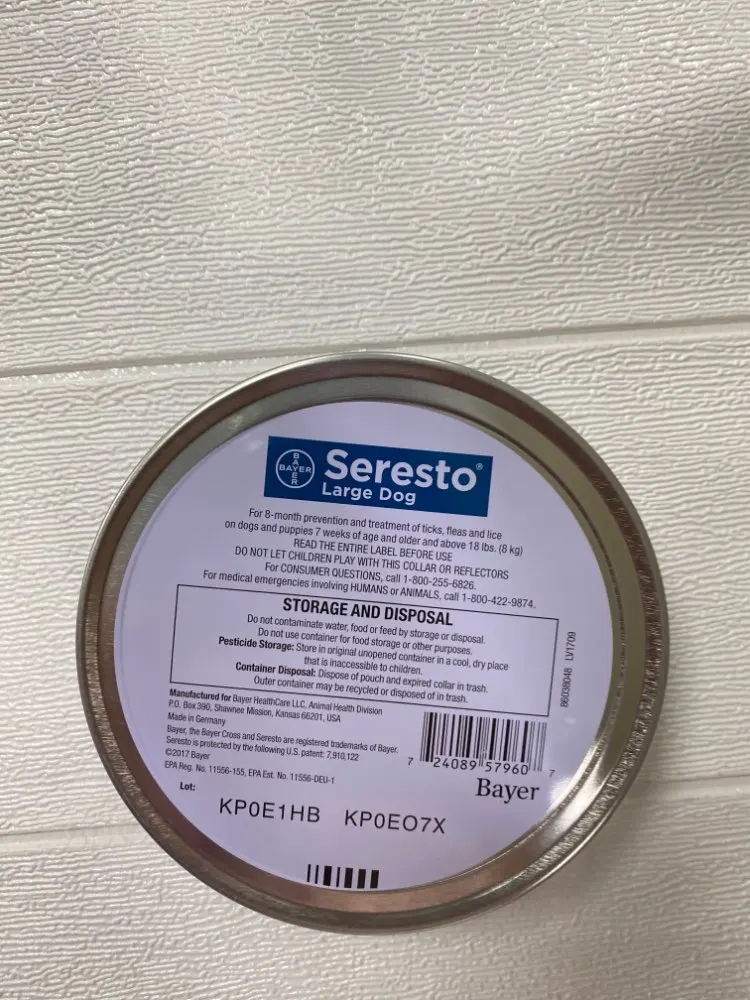 BAYER
BAYER
Seresto®
Large Dog
For 8-month prevention and treatment of ticks, fleas and lice
on dogs and puppies 7 weeks of age and older and above 18 lbs. (8 kg)
READ THE ENTIRE LABEL BEFORE USE
DO NOT LET CHILDREN PLAY WITH THIS COLLAR OR REFLECTORS
For CONSUMER QUESTIONS, call 1-800-255-6826.
For medical emergencies involving HUMANS or ANIMALS, call 1-800-422-9874.
STORAGE AND DISPOSAL
Do not contaminate water, food or feed by storage or disposal.
Do not use container for food storage or other purposes.
Pesticide Storage: Store in original unopened container in a cool, dry place
that is inaccessible to children.
Container Disposal: Dispose of pouch and expired collar in trash.
Outer container may be recycled or disposed of in trash.
86038048 LV1709
Manufactured for Bayer HealthCare LLC, Animal Health Division
P.O. Box 390, Shawnee Mission, Kansas 66201, USA
Made in Germany
Bayer, the Bayer Cross and Seresto are registered trademarks of Bayer.
Seresto is protected by the following U.S. patent: 7,910,122
©2017 Bayer
EPA Reg. No. 11556-155, EPA Est. No. 11556-DEU-1
7 24089 57960 7
Bayer
Lot:
KP0E1HB KP0EO7X